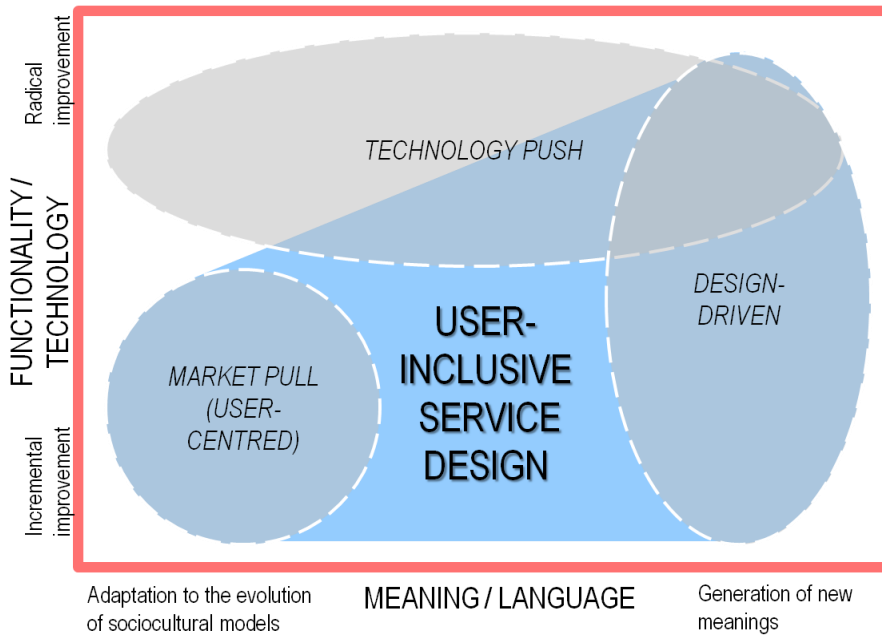 Radical
improvement
FUNCTIONALITY /
TECHNOLOGY
Incremental
improvement
TECHNOLOGY PUSH
DESIGN-
DRIVEN
USER-
INCLUSIVE
SERVICE
DESIGN
MARKET PULL
(USER-
CENTRED)
Adaptation to the evolution
of sociocultural models
MEANING / LANGUAGE
Generation of new
meanings